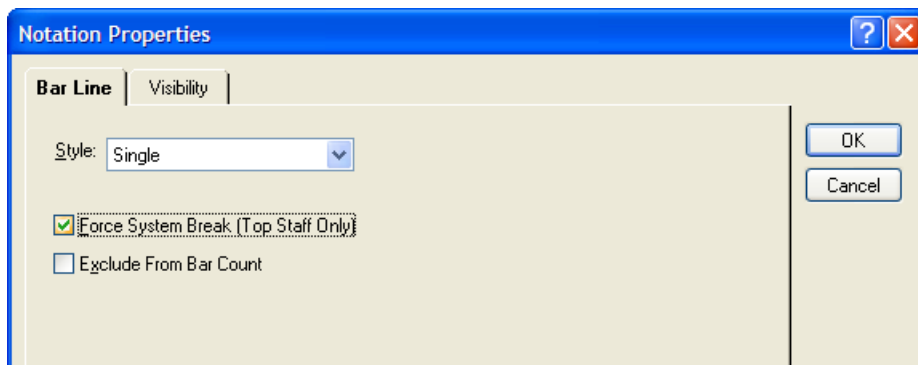 Notation Properties
Bar Line Visibility
Style: Single
OK
Cancel
Force System Break (Top Staff Only)
Exclude From Bar Count